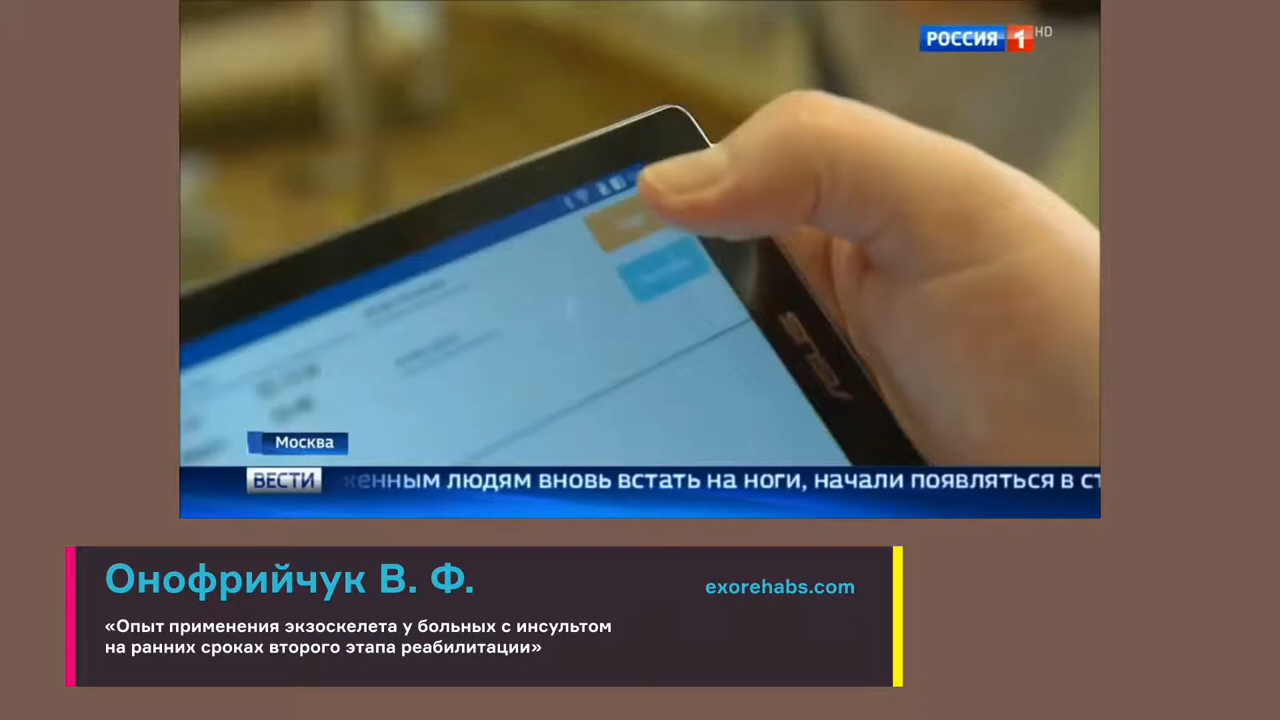 РОССИЯ 1 HD
ASUS
Москва
ВЕСТИ
женным людям вновь встать на ноги, начали появляться в ст
Онофрийчук В. Ф.
exorehabs.com
«Опыт применения экзоскелета у больных с инсультом
на ранних сроках второго этапа реабилитации»